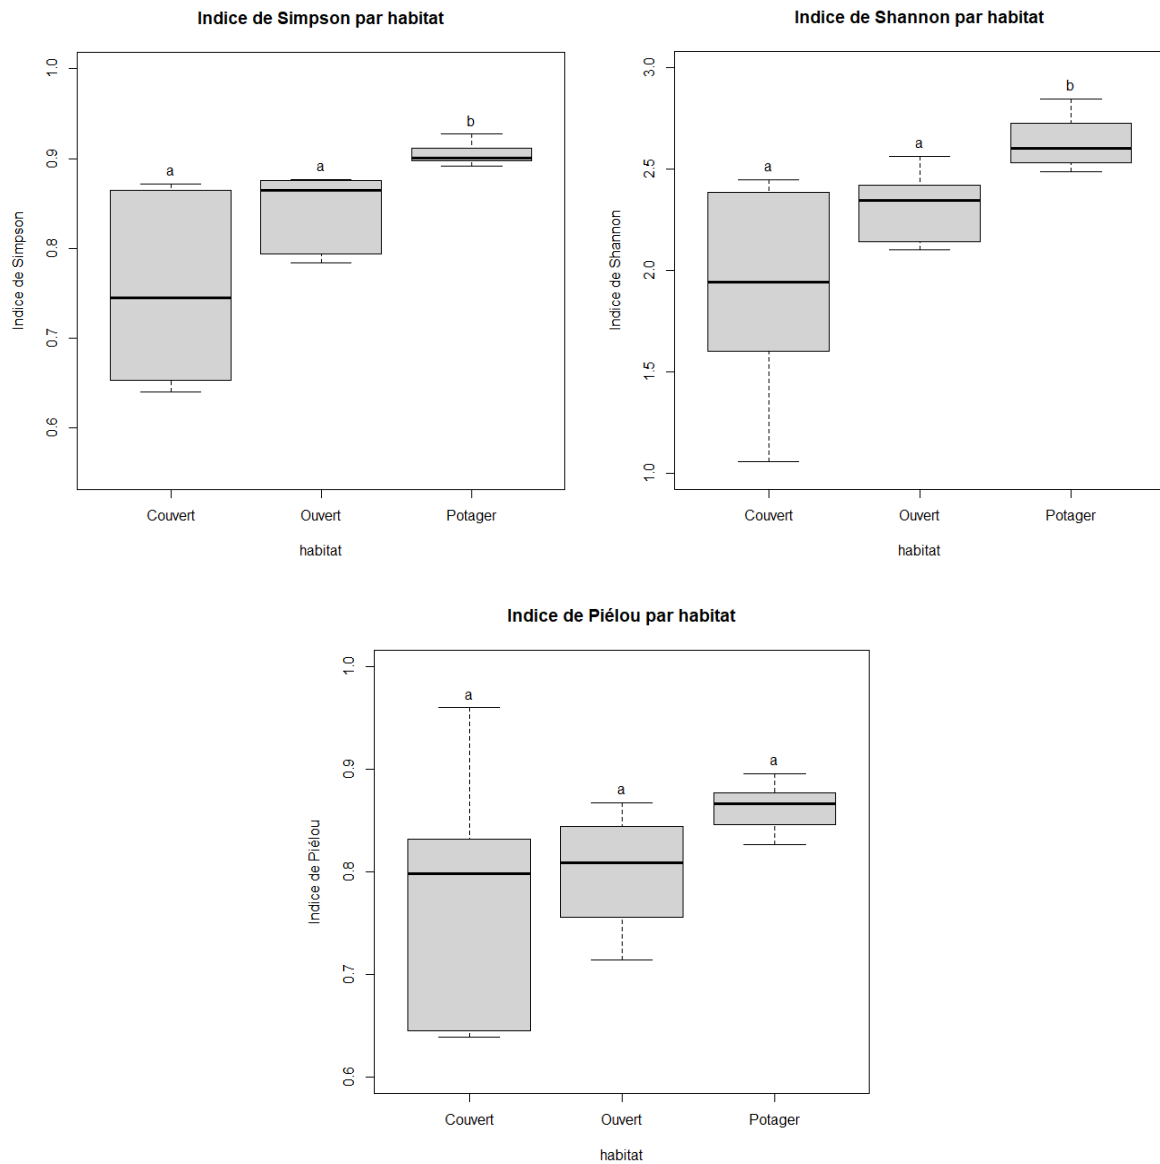 Indice de Simpson par habitat
Indice de Simpson
1.0
0.9
0.8
0.7
0.6
a
a
b
Couvert
Ouvert
Potager
habitat
Indice de Shannon par habitat
Indice de Shannon
3.0
2.5
2.0
1.5
1.0
a
a
b
Couvert
Ouvert
Potager
habitat
Indice de Piélou par habitat
Indice de Piélou
1.0
0.9
0.8
0.7
0.6
a
a
a
Couvert
Ouvert
Potager
habitat